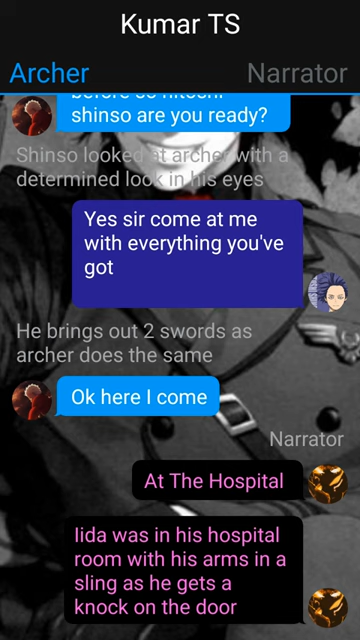 Kumar TS
Archer
Narrator
before so hitoshi
shinso are you ready?
Shinso looked at archer with a
determined look in his eyes
Yes sir come at me
with everything you've
got
He brings out 2 swords as
archer does the same
Ok here I come
Narrator
At The Hospital
Iida was in his hospital
room with his arms in a
sling as he gets a
knock on the door